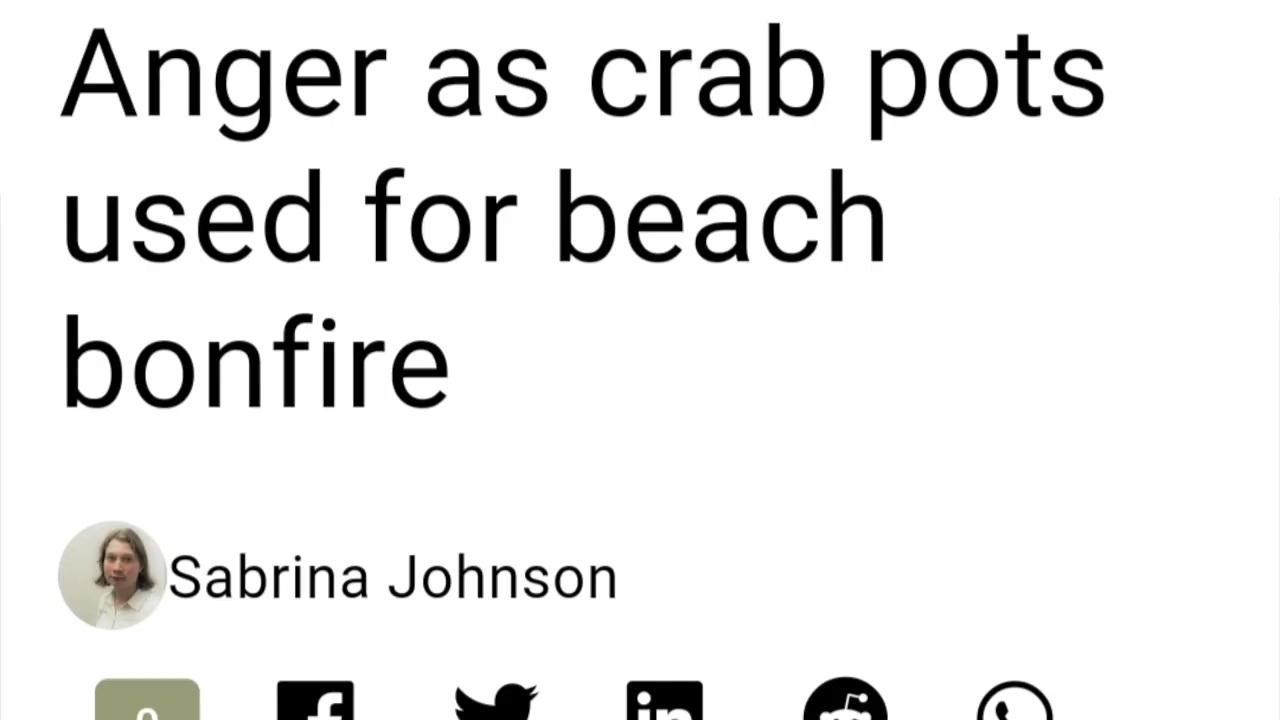 Anger as crab pots
used for beach
bonfire
Sabrina Johnson